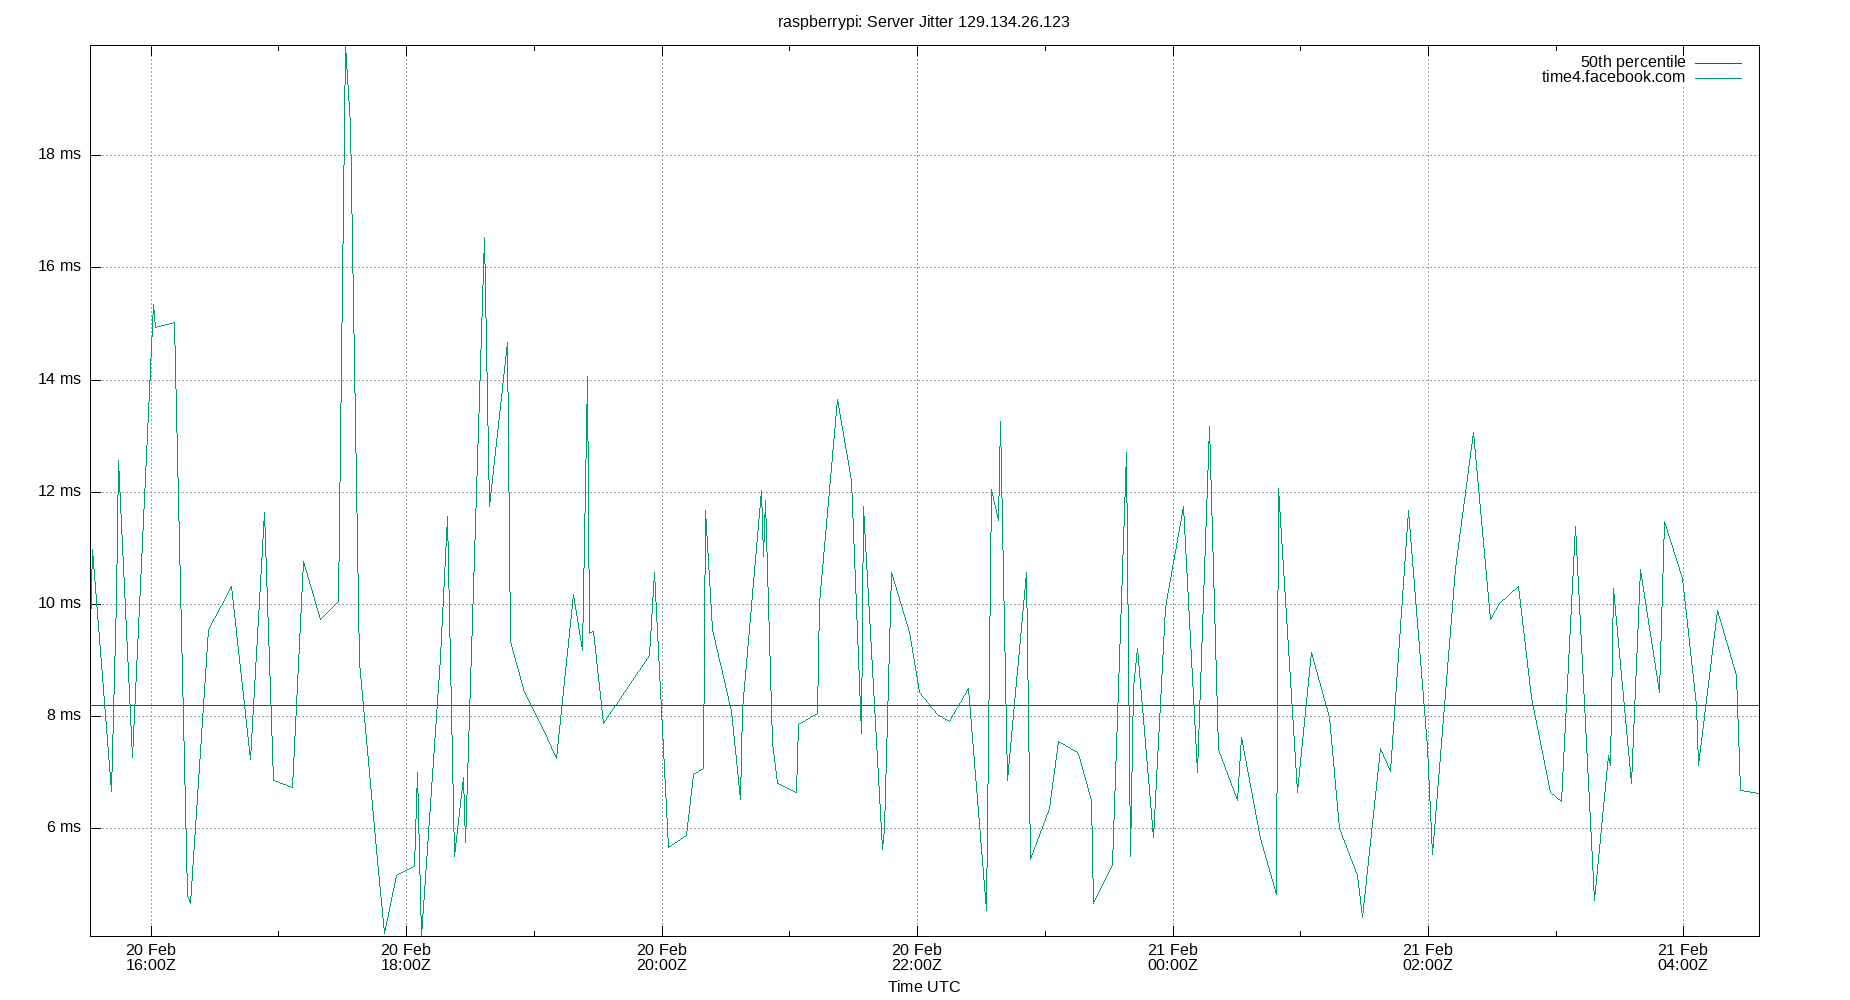 raspberrypi: Server Jitter 129.134.26.123
50th percentile
time4.facebook.com
18 ms
16 ms
14 ms
12 ms
10 ms
8 ms
6 ms
20 Feb 20 Feb 20 Feb 20 Feb 21 Feb 21 Feb 21 Feb
16:00Z 18:00Z 20:00Z 22:00Z 00:00Z 02:00Z 04:00Z
Time UTC